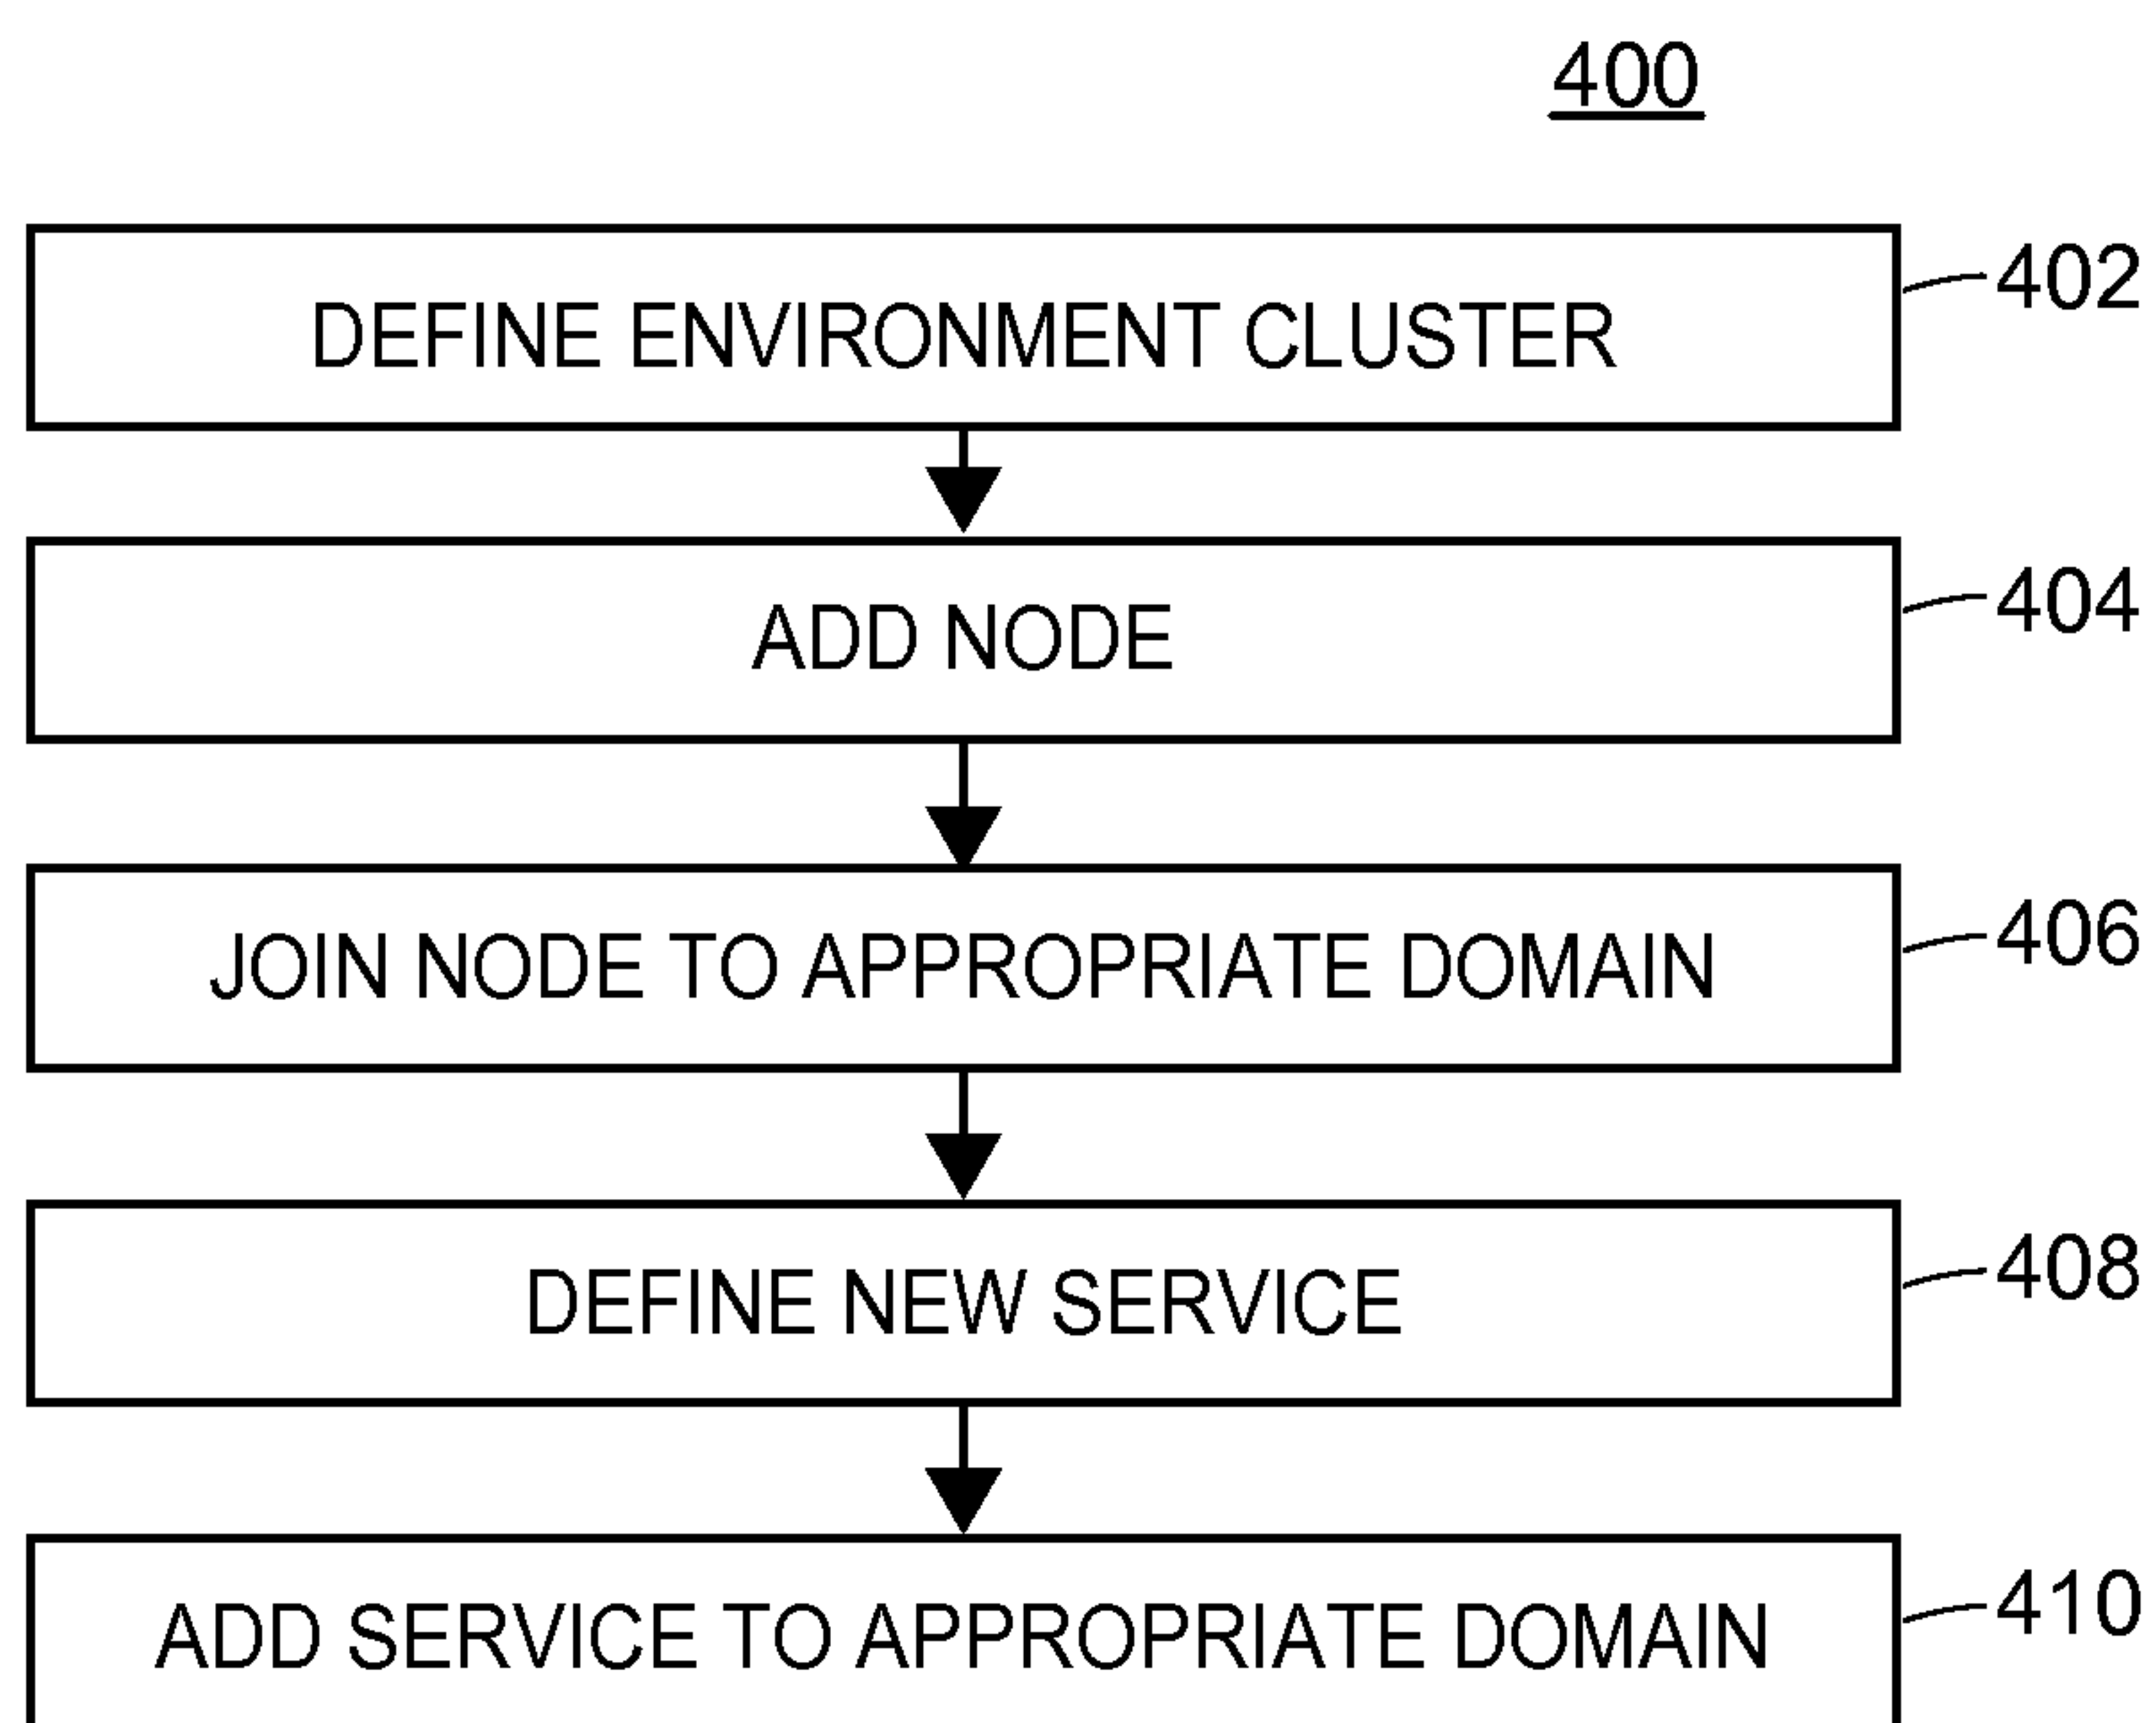 400
DEFINE ENVIRONMENT CLUSTER
402
ADD NODE
404
JOIN NODE TO APPROPRIATE DOMAIN
406
DEFINE NEW SERVICE
408
ADD SERVICE TO APPROPRIATE DOMAIN
410